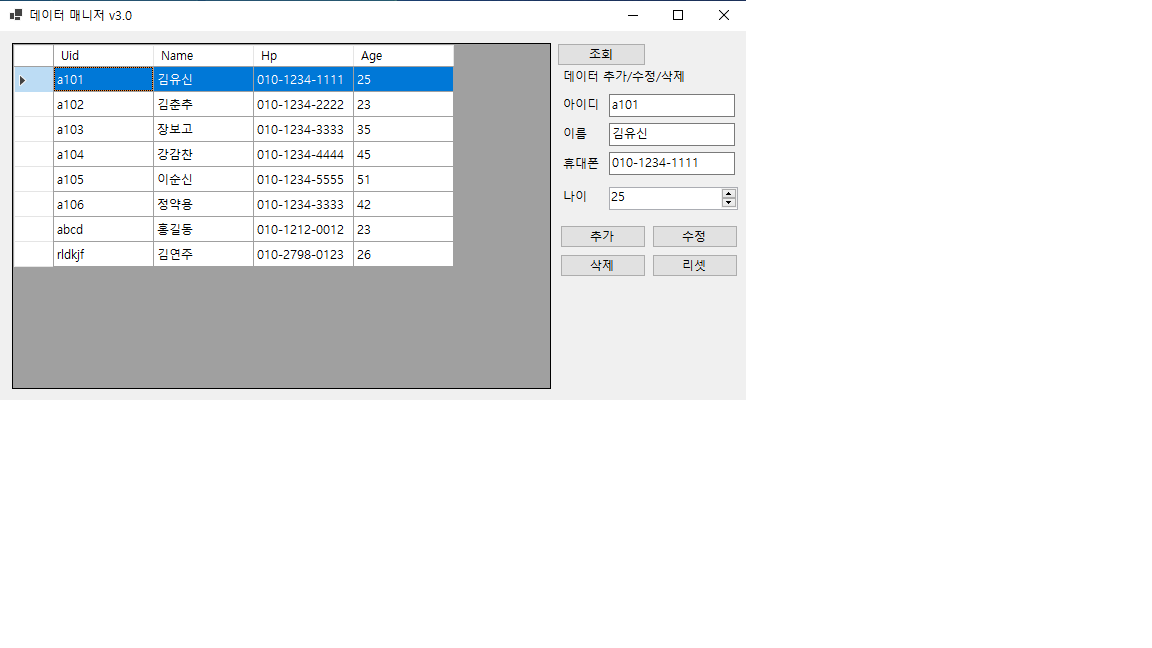 데이터 매니저 v3.0
Uid Name Hp Age
a101 김유신 010-1234-1111 25
a102 김춘추 010-1234-2222 23
a103 장보고 010-1234-3333 35
a104 강감찬 010-1234-4444 45
a105 이순신 010-1234-5555 51
a106 정약용 010-1234-3333 42
abcd 홍길동 010-1212-0012 23
rldkjf 김연주 010-2798-0123 26
조회
데이터 추가/수정/삭제
아이디 a101
이름 김유신
휴대폰 010-1234-1111
나이 25
추가 수정
삭제 리셋